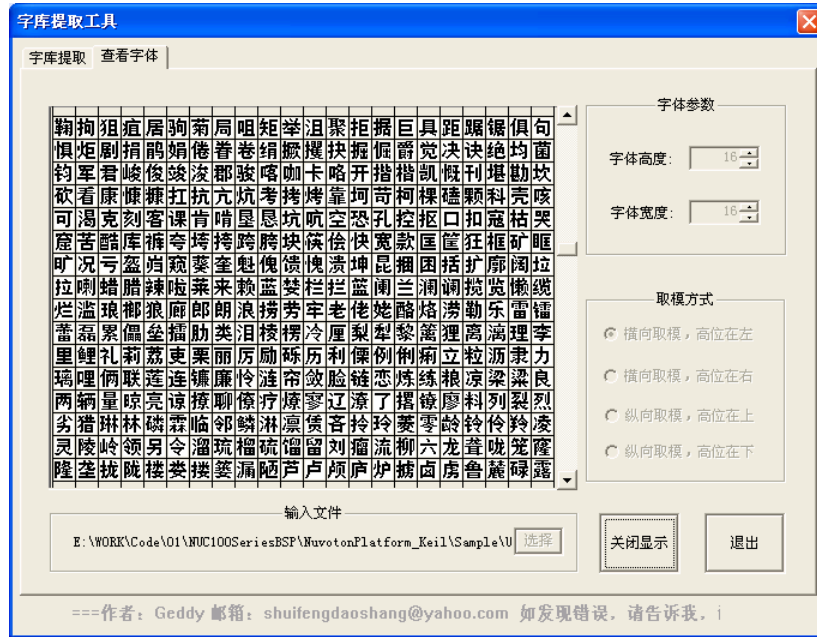 字库提取工具
字库提取 查看字体
鞠拘狙疽居驹菊局咀矩举沮聚拒据巨具距踞锯俱句
惧炬剧捐鹃娟倦眷卷绢撅攫抉掘倔爵觉决诀绝均菌
钧军君峻俊竣浚郡骏喀咖卡咯开揩楷凯慨刊堪勘坎
砍看康慷糠扛抗亢炕考拷烤靠坷苛柯棵磕颗科壳咳
可渴克刻客课肯啃垦恳坑吭空恐孔控抠口扣寇枯哭
窟苦酷库裤夸垮挎跨胯块筷侩快宽款匡筐狂框矿眶
旷况亏盔岿窥葵奎魁傀馈愧溃坤昆捆困括扩廓阔垃
拉喇蜡腊辣啦莱来赖蓝婪栏拦篮阑兰澜谰揽览懒缆
烂滥琅榔狼廊郎朗浪捞劳牢老佬姥酪烙涝勒乐雷镭
蕾磊累儡垒擂肋类泪棱楞冷厘梨犁黎篱狸离漓理李
里鲤礼莉荔吏栗丽厉励砾历利傈例俐痢立粒沥隶力
璃哩俩联莲连镰廉怜涟帘敛脸链恋炼练粮凉梁粱良
两辆量晾亮谅撩聊僚疗燎寥辽潦了撂镣廖料列裂烈
劣猎琳林磷霖临邻鳞淋凛赁吝拎玲菱零龄铃伶羚凌
灵陵岭领另令溜琉榴硫馏留刘瘤流柳六龙聋咙笼窿
隆垄拢陇楼娄搂篓漏陋芦卢颅庐炉掳卤虏鲁麓碌露
字体参数
字体高度: 16
字体宽度: 16
取模方式
横向取模，高位在左
横向取模，高位在右
纵向取模，高位在上
纵向取模，高位在下
输入文件
E:\WORK\Code\01\NUC100SeriesBSP\NuvotonPlatform_Keil\Sample\U 选择
关闭显示 退出
===作者: Geddy 邮箱: shuifengdaoshang@yahoo.com 如发现错误，请告诉我，